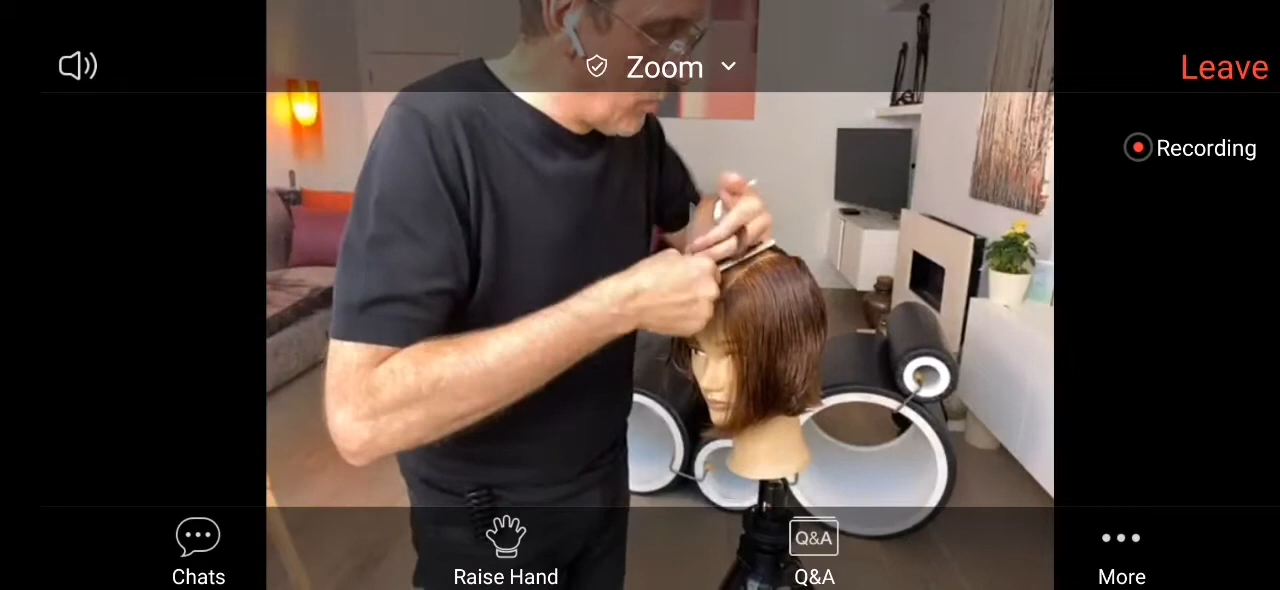 Zoom
Leave
Recording
Chats
Raise Hand
Q&A
Q&A
More